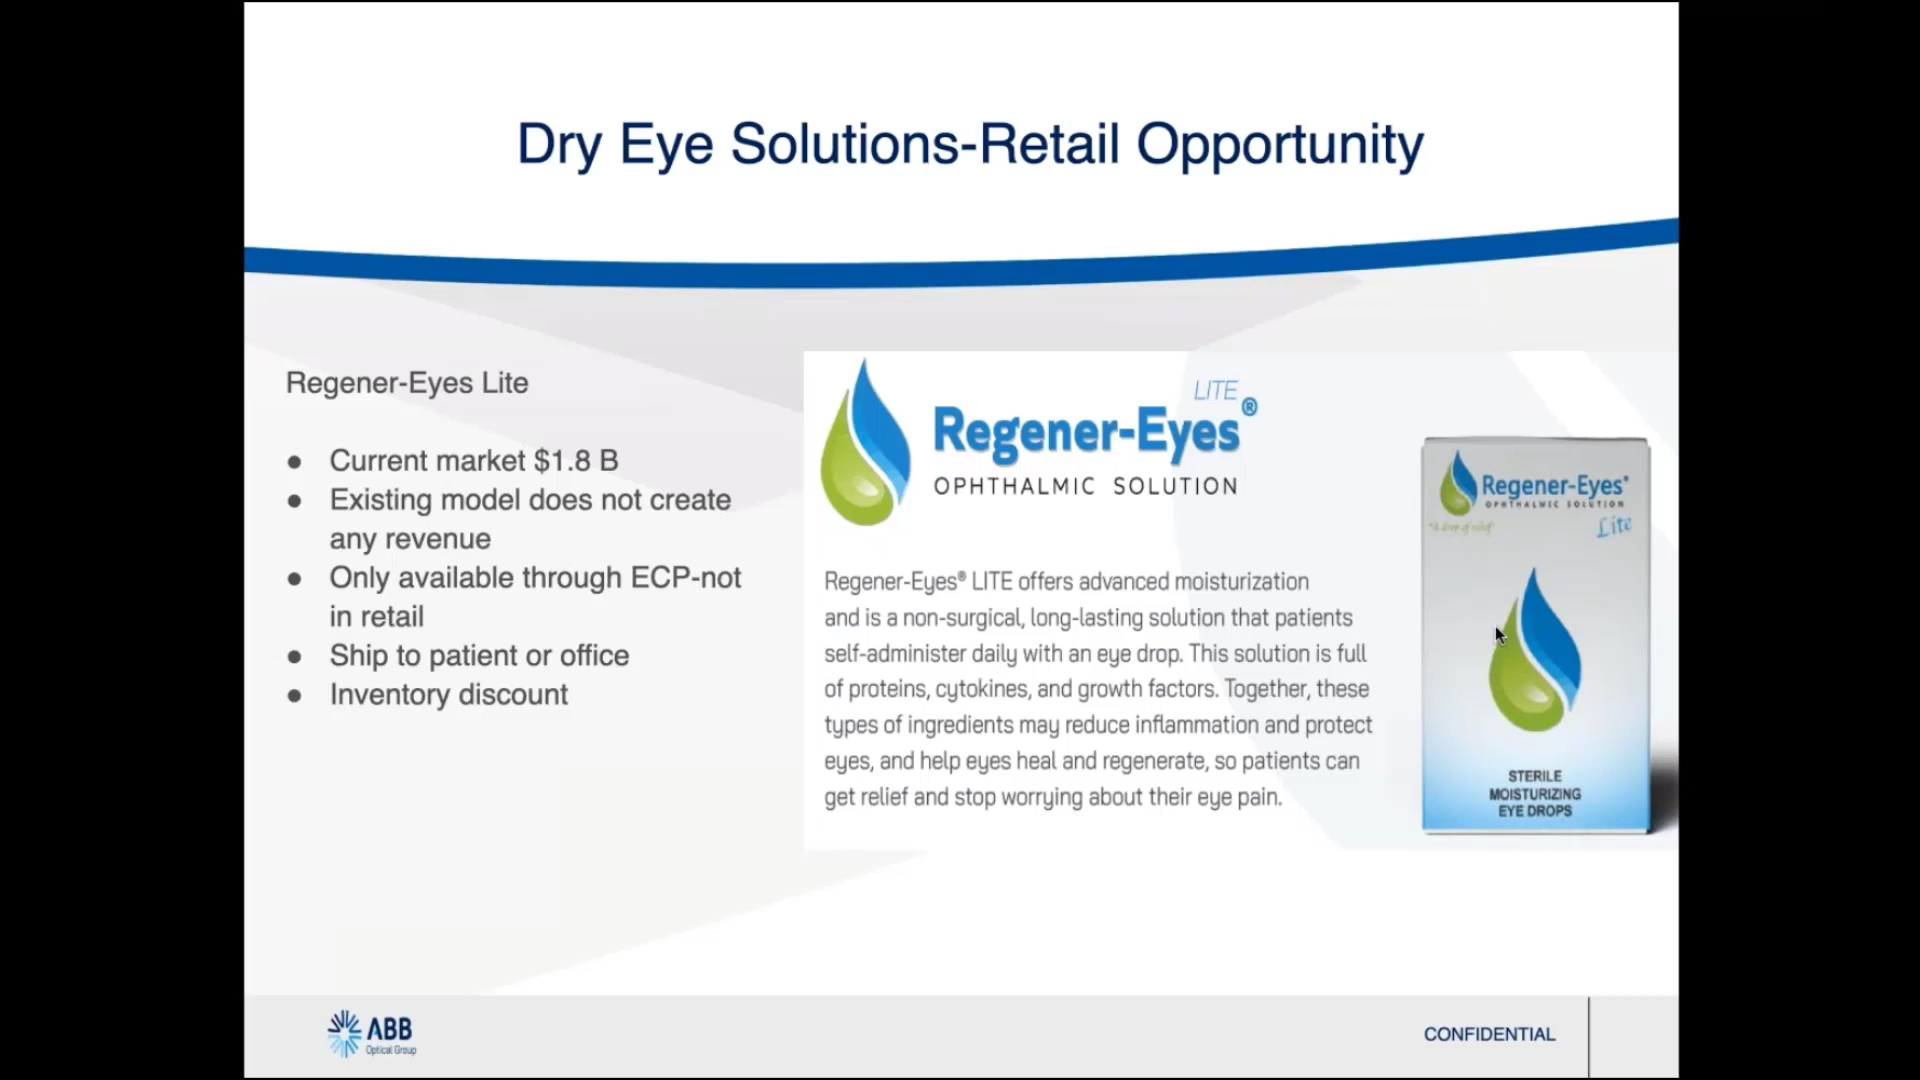 Dry Eye Solutions-Retail Opportunity
Regener-Eyes Lite
● Current market $1.8 B
● Existing model does not create
any revenue
● Only available through ECP-not
in retail
● Ship to patient or office
● Inventory discount
LITE
Regener-Eyes®
OPHTHALMIC SOLUTION
Regener-Eyes® LITE offers advanced moisturization
and is a non-surgical, long-lasting solution that patients
self-administer daily with an eye drop. This solution is full
of proteins, cytokines, and growth factors. Together, these
types of ingredients may reduce inflammation and protect
eyes, and help eyes heal and regenerate, so patients can
get relief and stop worrying about their eye pain.
Regener-Eyes®
OPHTHALMIC SOLUTION
"A drop of relief"
Lite
STERILE
MOISTURIZING
EYE DROPS
ABB
Optical Group
CONFIDENTIAL